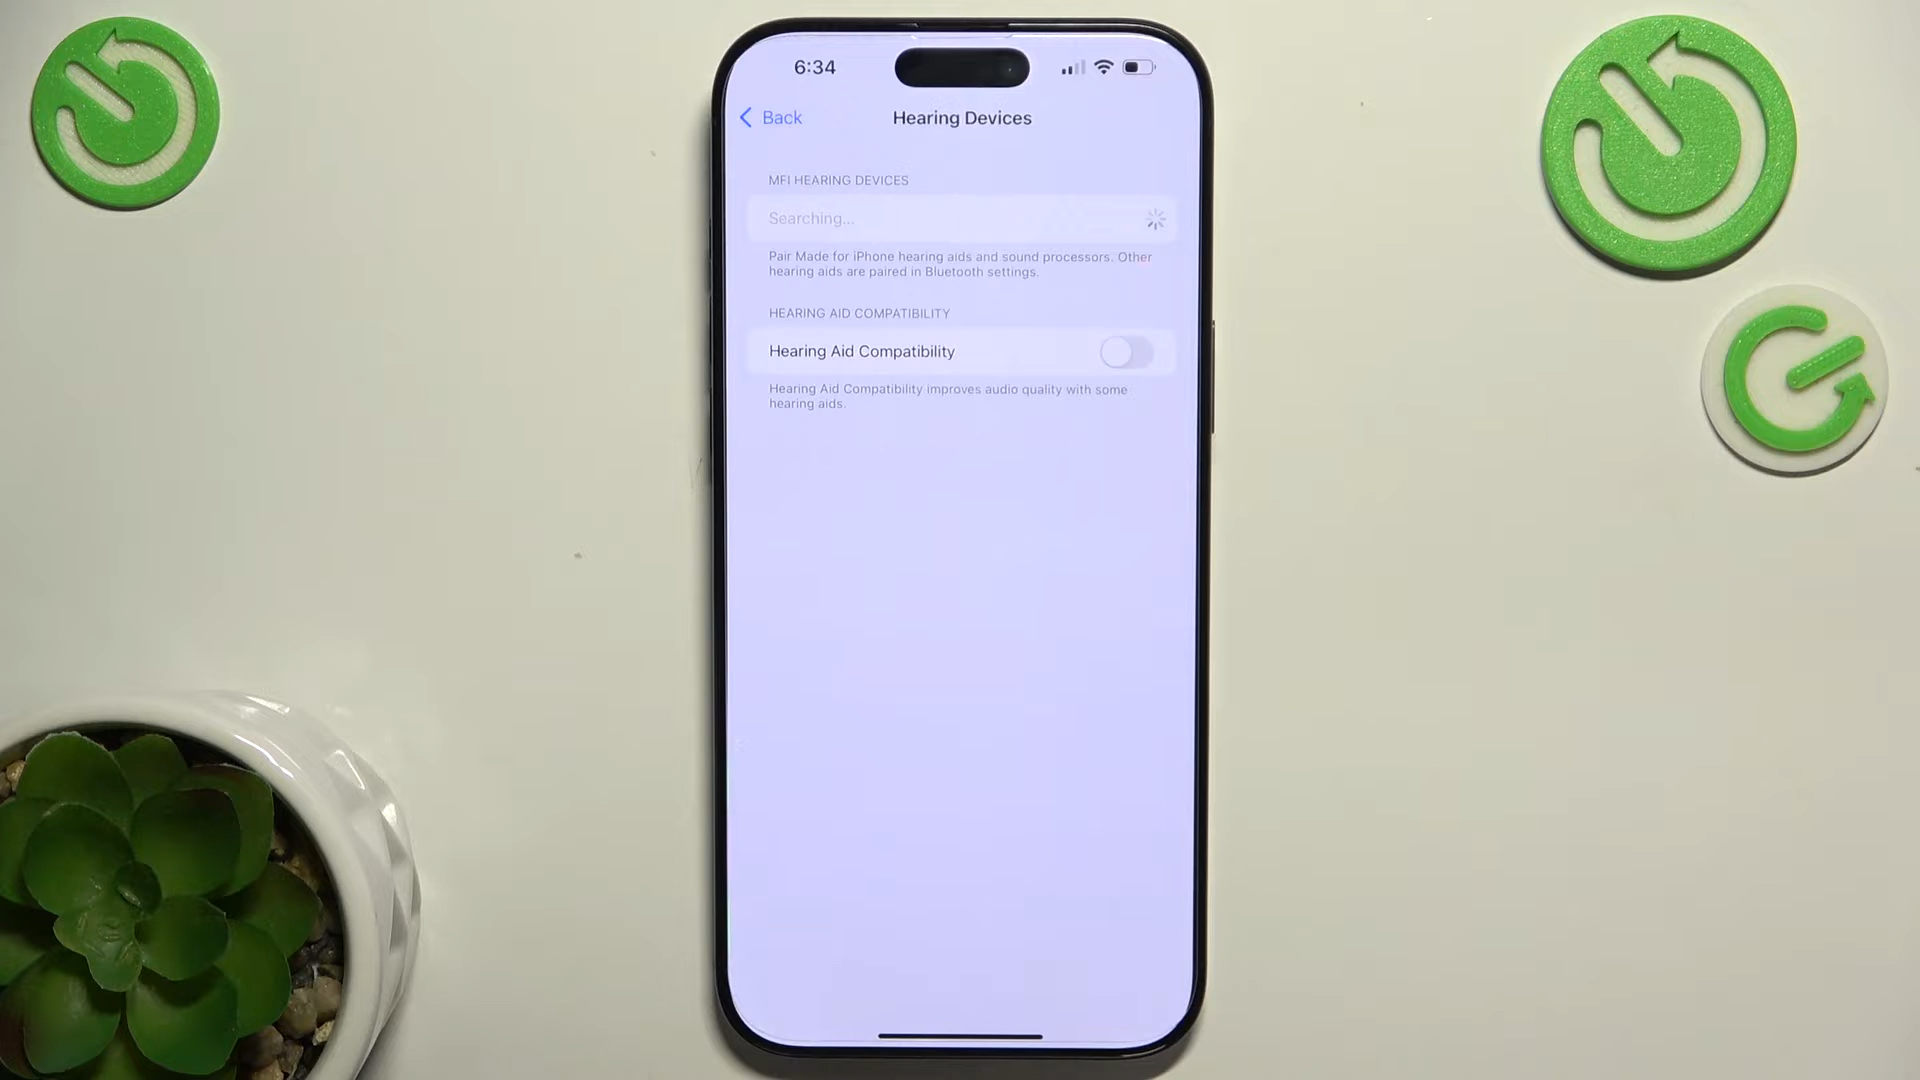 6:34
Back
Hearing Devices
MFI HEARING DEVICES
Searching...
Pair Made for iPhone hearing aids and sound processors. Other
hearing aids are paired in Bluetooth settings.
HEARING AID COMPATIBILITY
Hearing Aid Compatibility
Hearing Aid Compatibility improves audio quality with some
hearing aids.